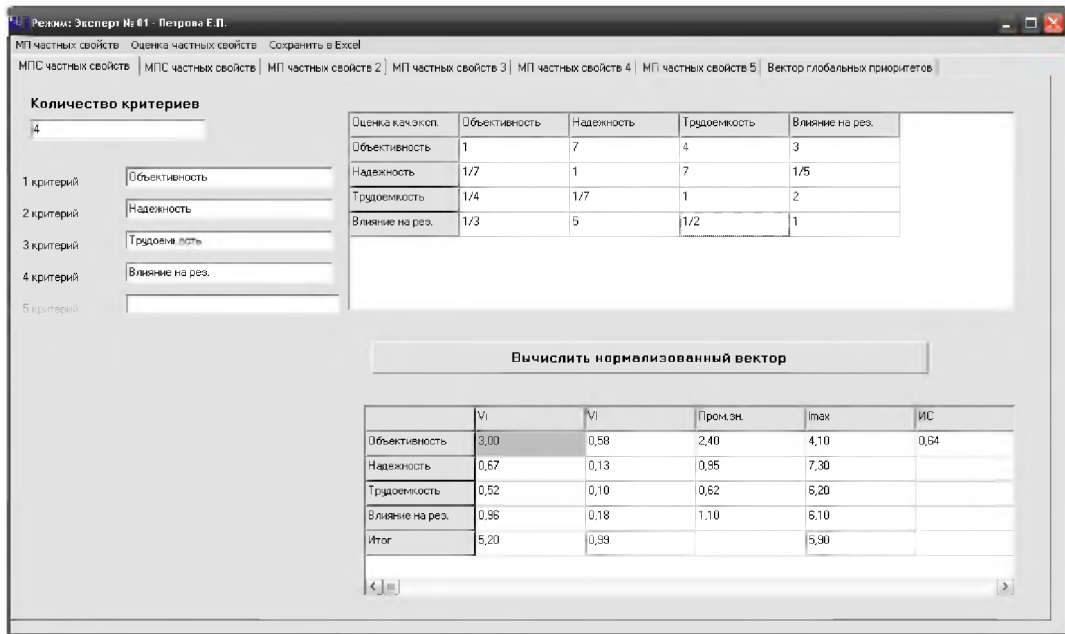 Режим: Эксперт № 01 - Петрова Е.П.
МП частных свойств Оценка частных свойств Сохранить в Excel
МПС частных свойств МПС частных свойств МП частных свойств 2 МП частных свойств 3 МП частных свойств 4 МП частных свойств 5 Вектор глобальных приоритетов
Количество критериев
4
1 критерий Объективность
2 критерий Надежность
3 критерий
4 критерий Влияние на рез.
5 критерий
Оценка кач.эксп. Объективность Надежность Трудоемкость Влияние на рез.
Объективность 1 7 4 3
Надежность 1/7 1 7 1/5
Трудоемкость 1/4 1/7 1 2
Влияние на рез. 1/3 5 1/2 1
Вычислить нормализованный вектор
Vi VI Пром.зн. lmax ИС
Объективность 3,00 0,58 2,40 4,10 0,64
Надежность 0,67 0,13 0,95 7,30
Трудоемкость 0,52 0,10 0,62 6,20
Влияние на рез. 0,96 0,18 1,10 6,10
Итог 5,20 0,99 5,90